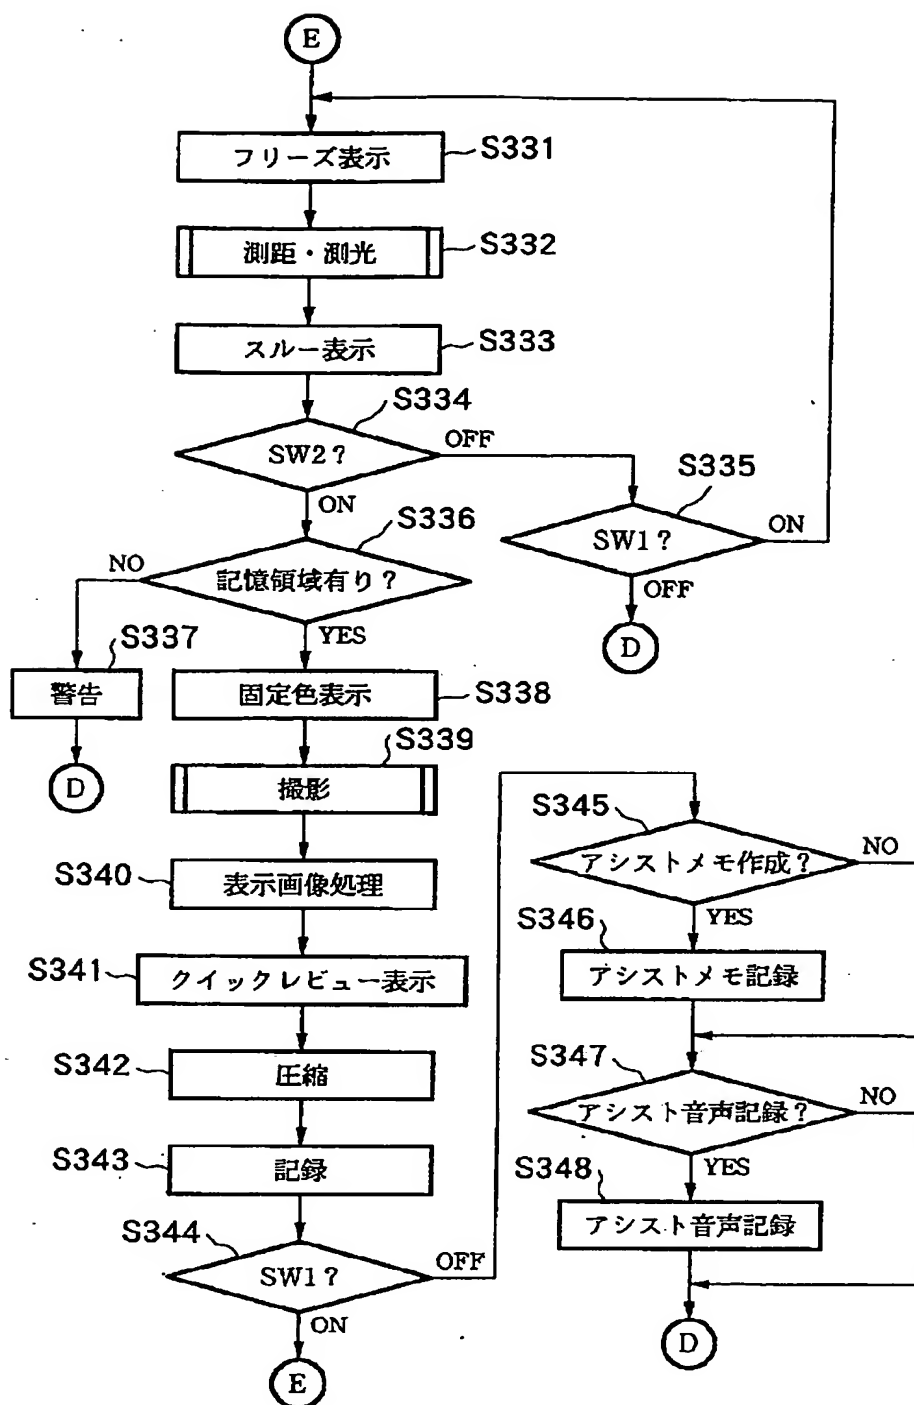 E
フリーズ表示
S331
測距・測光
S332
スルー表示
S333
S334
SW2?
OFF
ON
S335
SW1?
ON
OFF
D
S336
記憶領域有り?
NO
YES
S337
警告
D
固定色表示
S338
S339
撮影
S340
表示画像処理
S341
クイックレビュー表示
S342
圧縮
S343
記録
S344
SW1?
OFF
ON
E
S345
アシストメモ作成?
NO
YES
S346
アシストメモ記録
S347
アシスト音声記録?
NO
YES
S348
アシスト音声記録
D